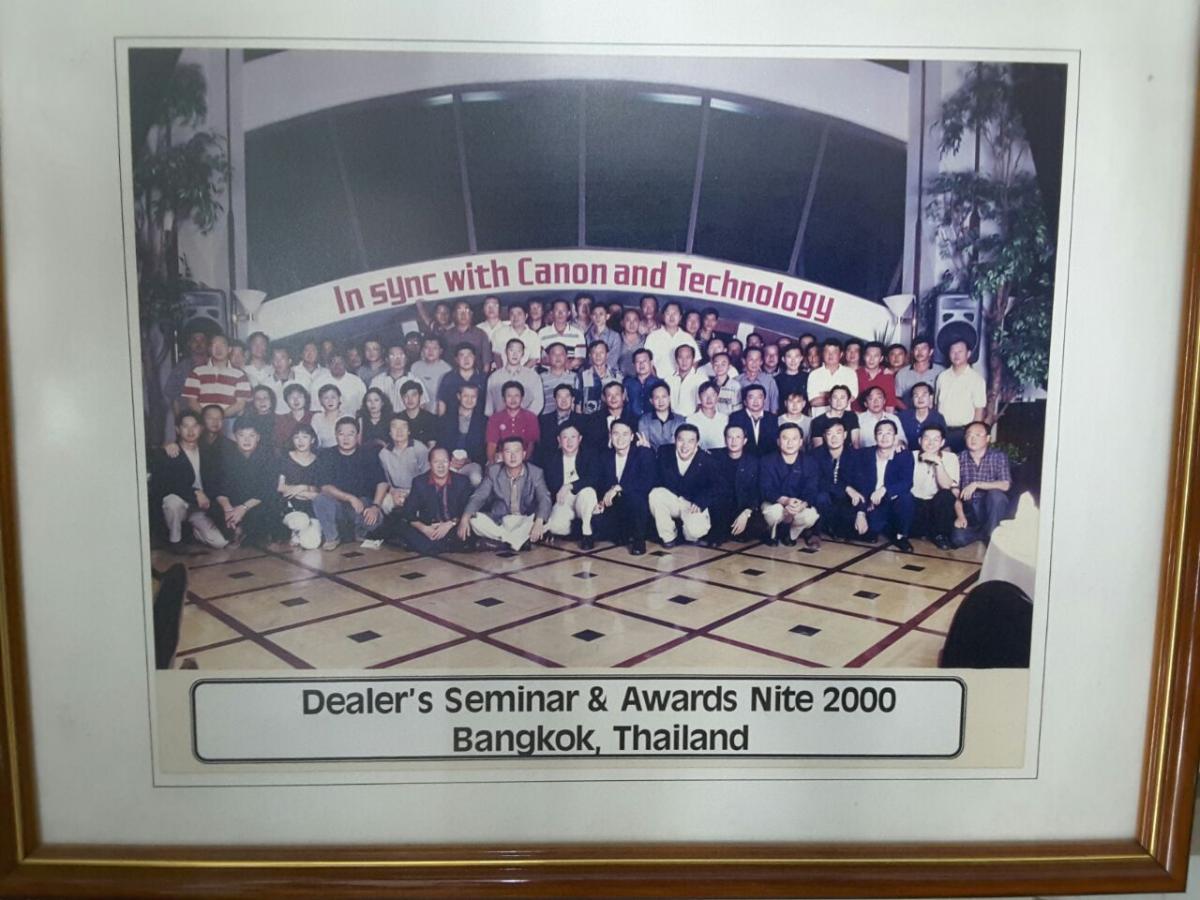 In sync with Canon and Technology
Dealer's Seminar & Awards Nite 2000
Bangkok, Thailand